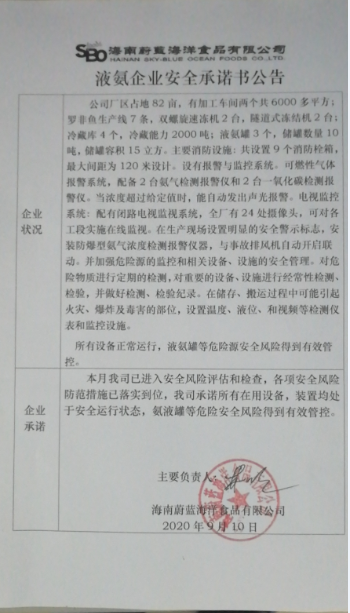 SBO 海南蔚蓝海洋食品有限公司
HAINAN SKY-BLUE OCEAN FOODS CO.,LTD.
液氨企业安全承诺书公告
企业
状况
公司厂区占地 82 亩，有加工车间两个共 6000 多平方；
罗非鱼生产线 7 条，双螺旋速冻机 2 台，隧道式冻结机 2 台；
冷藏库 4 个，冷藏能力 2000 吨；液氨罐 3 个，储罐数量 10
吨，储罐容积 15 立方。主要消防设施：共设置 9 个消防栓箱，
最大间距为 120 米设计。没有报警与监控系统。可燃性气体
报警系统，配备 2 台氨气检测报警仪和 2 台一氧化碳检测报
警仪。当浓度超过给定值时，能自动发出声光报警。电视监控
系统：配有闭路电视监视系统，全厂有 24 处摄像头，可对各
工段实施在线监视。在生产现场设置明显的安全警示标志，安
装防爆型氨气浓度检测报警仪器，与事故排风机自动开启联
动。并加强危险源的监控和相关设备、设施的安全管理。对危
险物质进行定期的检测，对重要的设备、设施进行经常性检测、
检验，并做好检测、检验纪录。在储存、搬运过程中可能引起
火灾、爆炸及毒害的部位，设置温度、液位、和视频等检测仪
表和监控设施。
所有设备正常运行，液氨罐等危险源安全风险得到有效管
控。
企业
承诺
本月我司已进入安全风险评估和检查，各项安全风险
防范措施已落实到位，我司承诺所有在用设备，装置均处
于安全运行状态，氨液罐等危险安全风险得到有效管控。
主要负责人：
海南蔚蓝海洋食品有限公司
2020 年 9 月 10 日